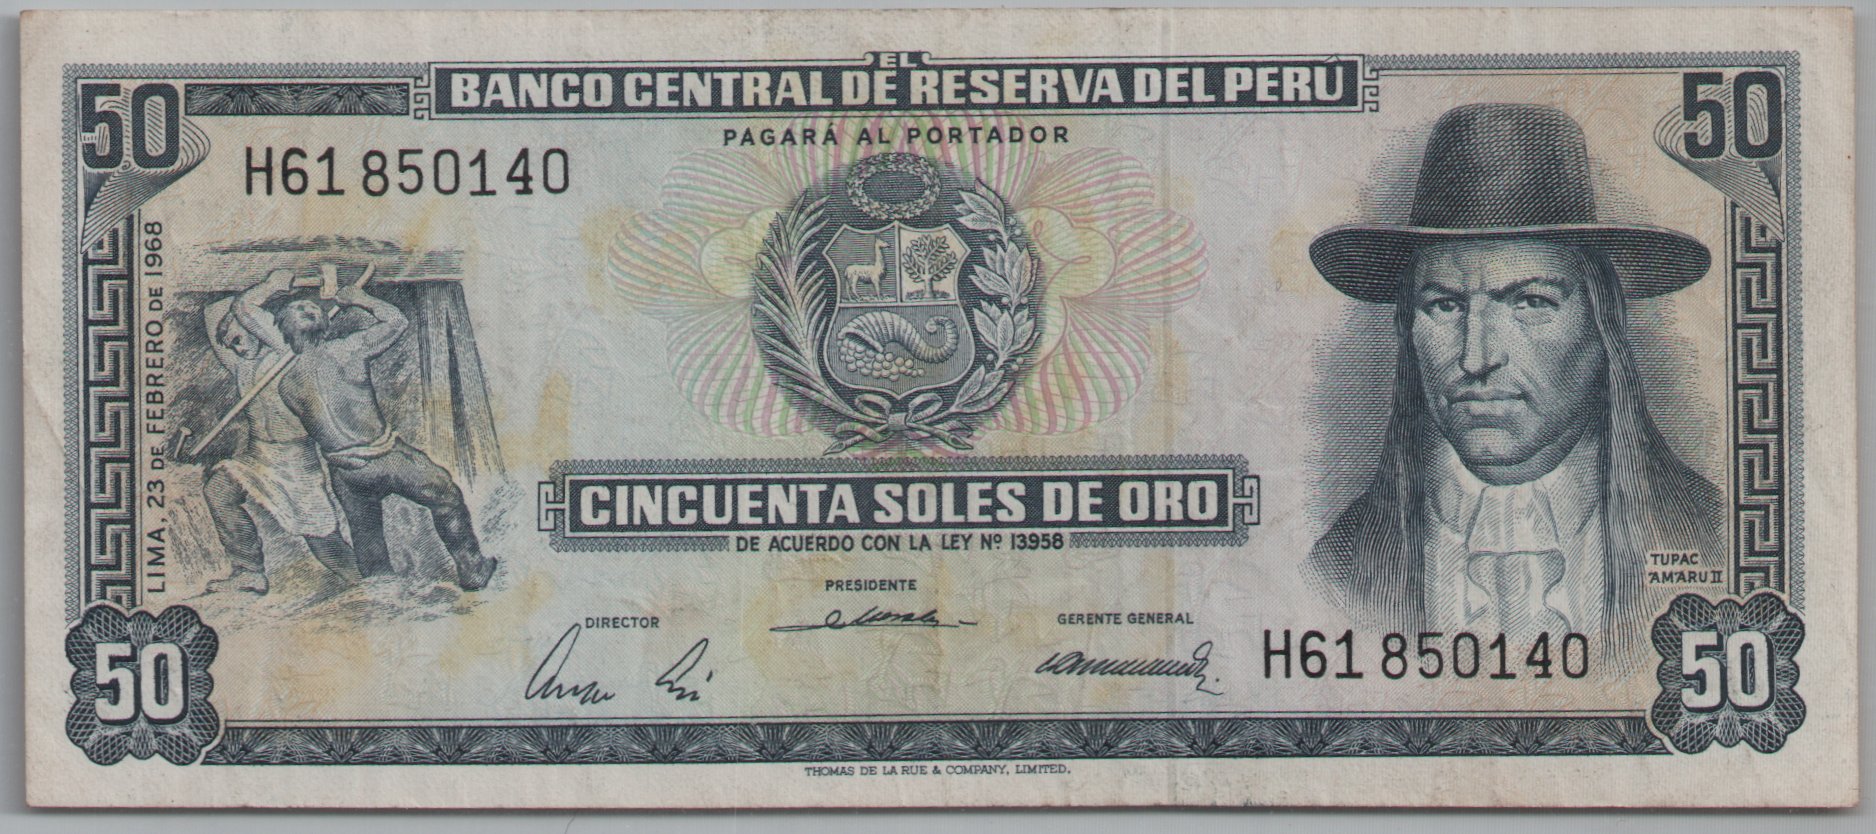 50
EL
BANCO CENTRAL DE RESERVA DEL PERÚ
50
PAGARÁ AL PORTADOR
H61 850140
LIMA, 23 DE FEBRERO DE 1968
CINCUENTA SOLES DE ORO
DE ACUERDO CON LA LEY Nº 13958
TUPAC
AMARU II
PRESIDENTE
DIRECTOR
GERENTE GENERAL
H61 850140
50
50
THOMAS DE LA RUE & COMPANY, LIMITED.